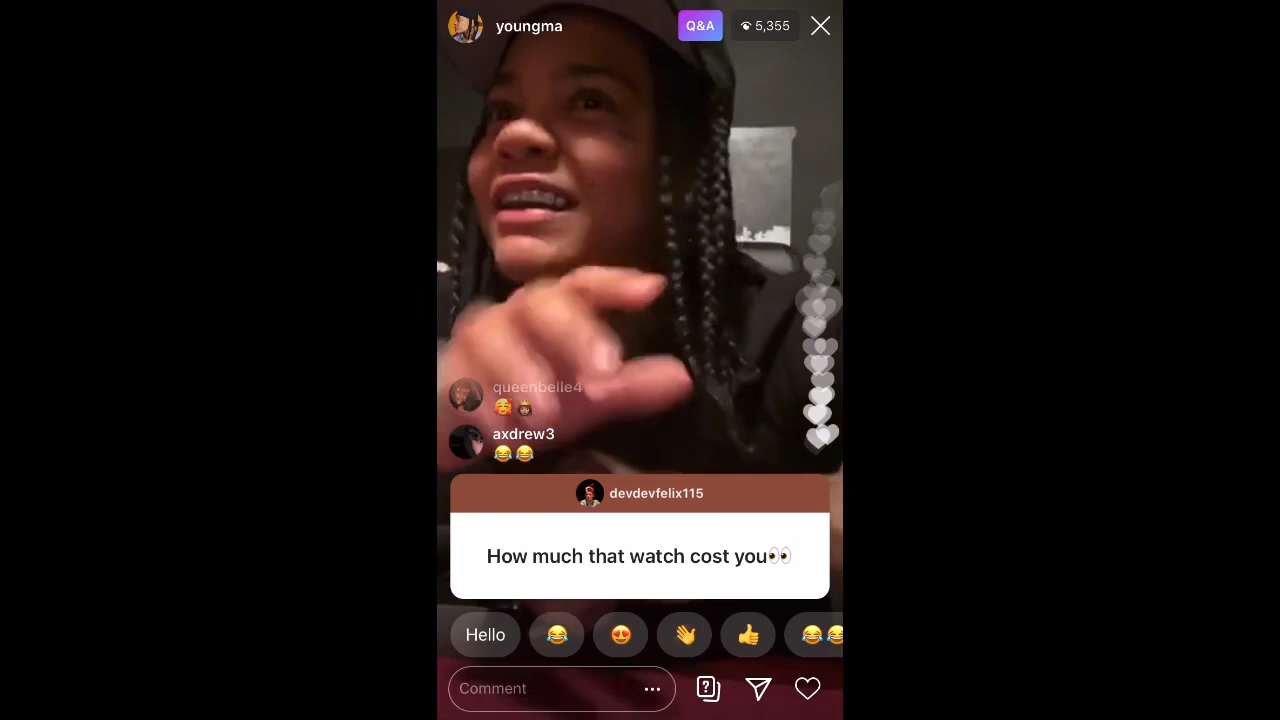 youngma
Q&A
5,355
queenbelle4
🥰👸🏽
axdrew3
😂😂
devdevfelix115
How much that watch cost you👀
Hello 😂 😍 👋 👍 😂😂
Comment